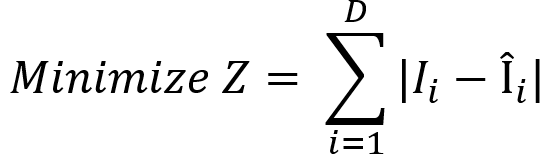 Minimize Z = ∑_{i=1}^{D} |I_i − Î_i|